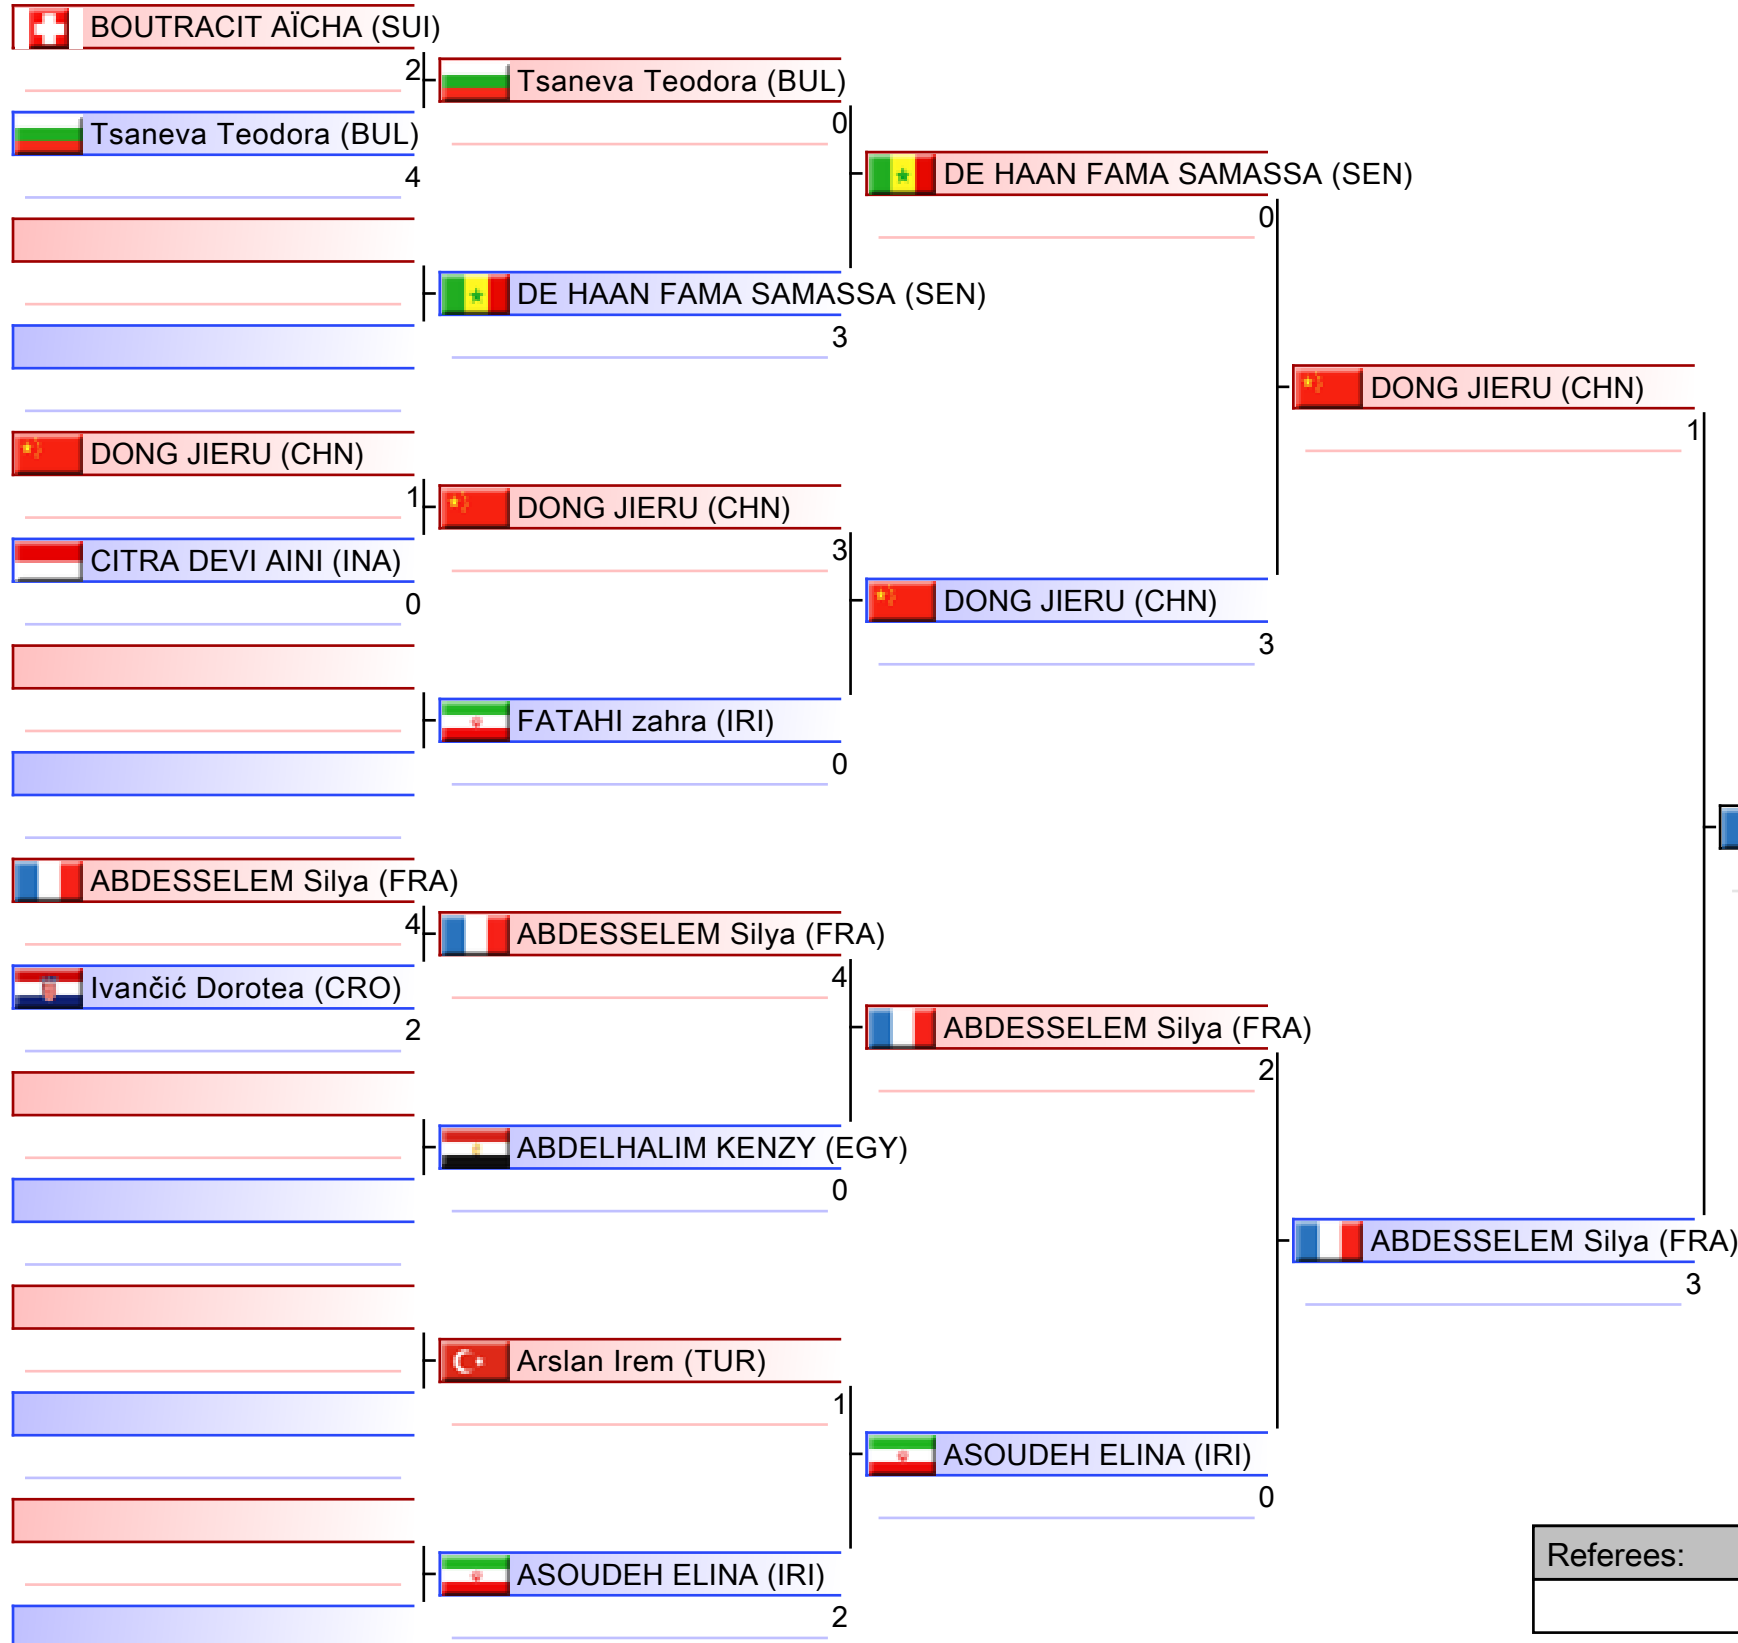 BOUTRACIT AÏCHA (SUI)
2
Tsaneva Teodora (BUL)
4
DONG JIERU (CHN)
1
CITRA DEVI AINI (INA)
0
ABDESSELEM Silya (FRA)
4
Ivančić Dorotea (CRO)
2
Tsaneva Teodora (BUL)
0
DE HAAN FAMA SAMASSA (SEN)
3
DONG JIERU (CHN)
3
FATAHI zahra (IRI)
0
ABDESSELEM Silya (FRA)
4
ABDELHALIM KENZY (EGY)
0
Arslan Irem (TUR)
1
ASOUDEH ELINA (IRI)
2
DE HAAN FAMA SAMASSA (SEN)
0
DONG JIERU (CHN)
3
ABDESSELEM Silya (FRA)
2
ASOUDEH ELINA (IRI)
0
DONG JIERU (CHN)
1
ABDESSELEM Silya (FRA)
3
Referees: